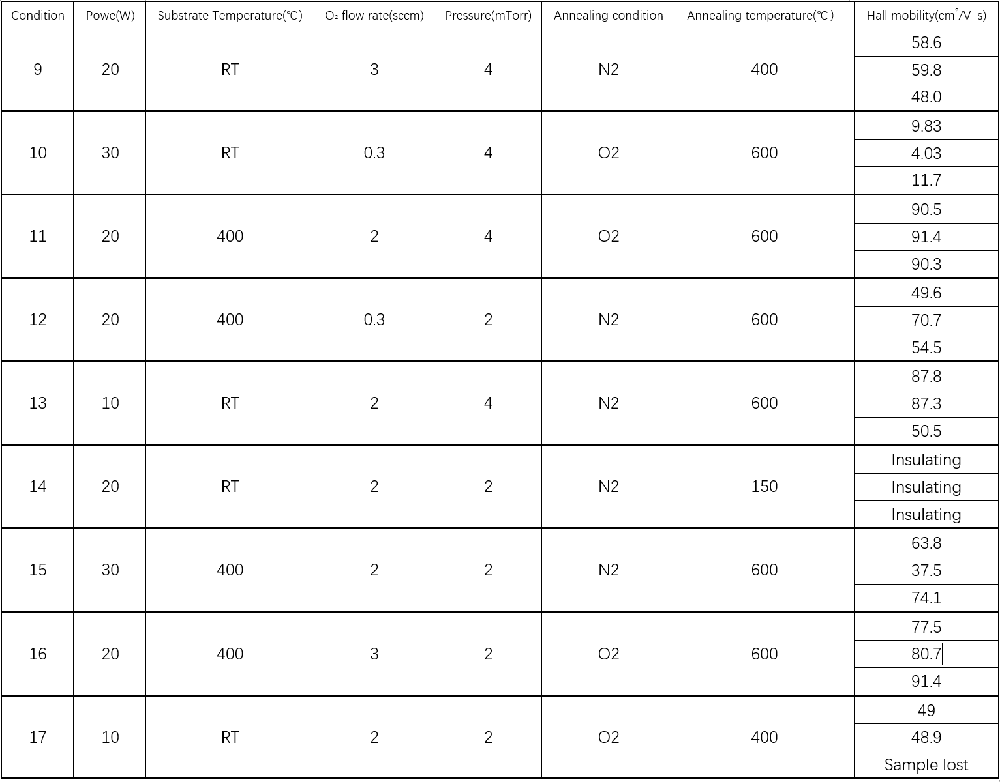 Condition Powe(W) Substrate Temperature(℃) O₂ flow rate(sccm) Pressure(mTorr) Annealing condition Annealing temperature(℃) Hall mobility(cm²/V-s)
58.6
9 20 RT 3 4 N2 400 59.8
48.0
9.83
10 30 RT 0.3 4 O2 600 4.03
11.7
90.5
11 20 400 2 4 O2 600 91.4
90.3
49.6
12 20 400 0.3 2 N2 600 70.7
54.5
87.8
13 10 RT 2 4 N2 600 87.3
50.5
Insulating
14 20 RT 2 2 N2 150 Insulating
Insulating
63.8
15 30 400 2 2 N2 600 37.5
74.1
77.5
16 20 400 3 2 O2 600 80.7
91.4
49
17 10 RT 2 2 O2 400 48.9
Sample lost